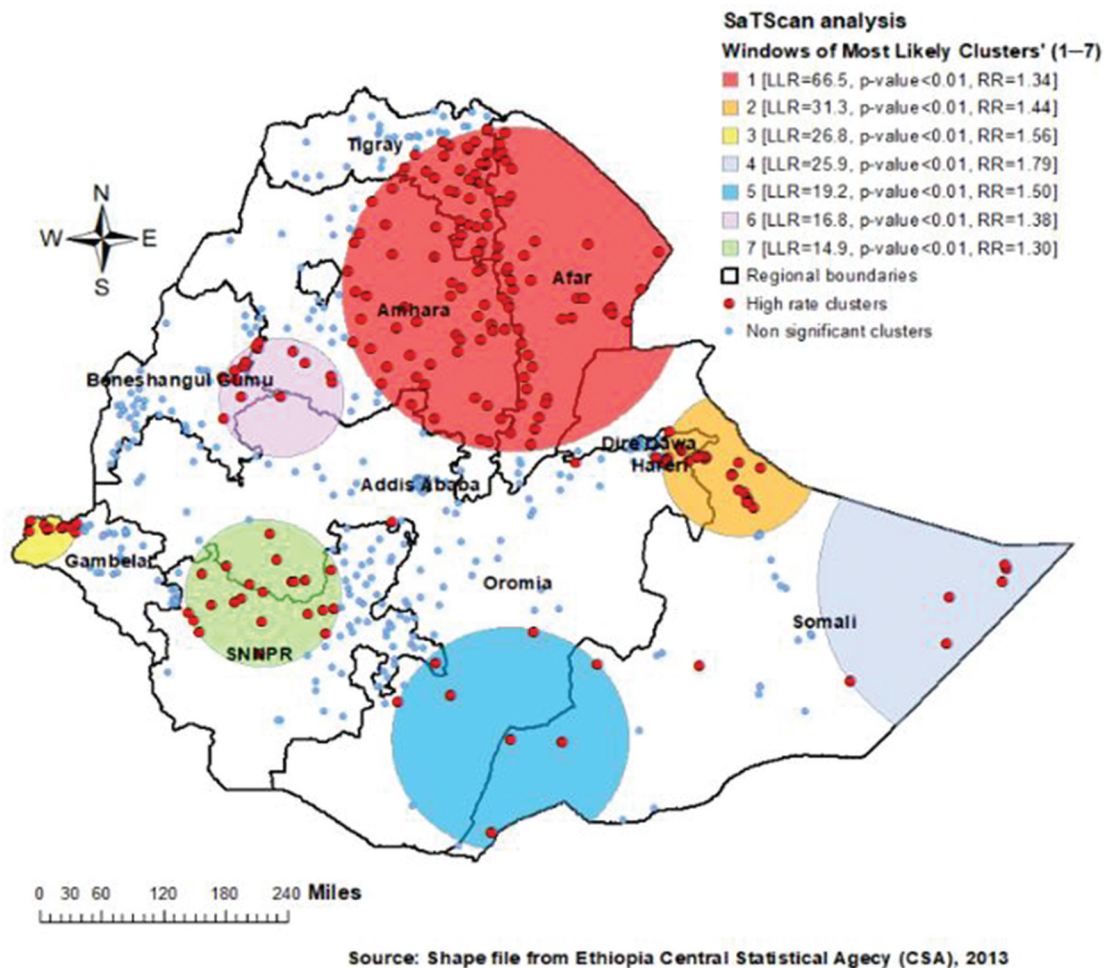 SaTScan analysis
Windows of Most Likely Clusters' (1—7)
1 [LLR=66.5, p-value<0.01, RR=1.34]
2 [LLR=31.3, p-value<0.01, RR=1.44]
3 [LLR=26.8, p-value<0.01, RR=1.56]
4 [LLR=25.9, p-value<0.01, RR=1.79]
5 [LLR=19.2, p-value<0.01, RR=1.50]
6 [LLR=16.8, p-value<0.01, RR=1.38]
7 [LLR=14.9, p-value<0.01, RR=1.30]
Regional boundaries
High rate clusters
Non significant clusters
N
W E
S
Tigray
Afar
Amhara
Beneshangul Gumu
Dire Dawa
Hareri
Addis Ababa
Gambelar
Oromia
Somali
SNNPR
0 30 60 120 180 240 Miles
Source: Shape file from Ethiopia Central Statistical Agecy (CSA), 2013